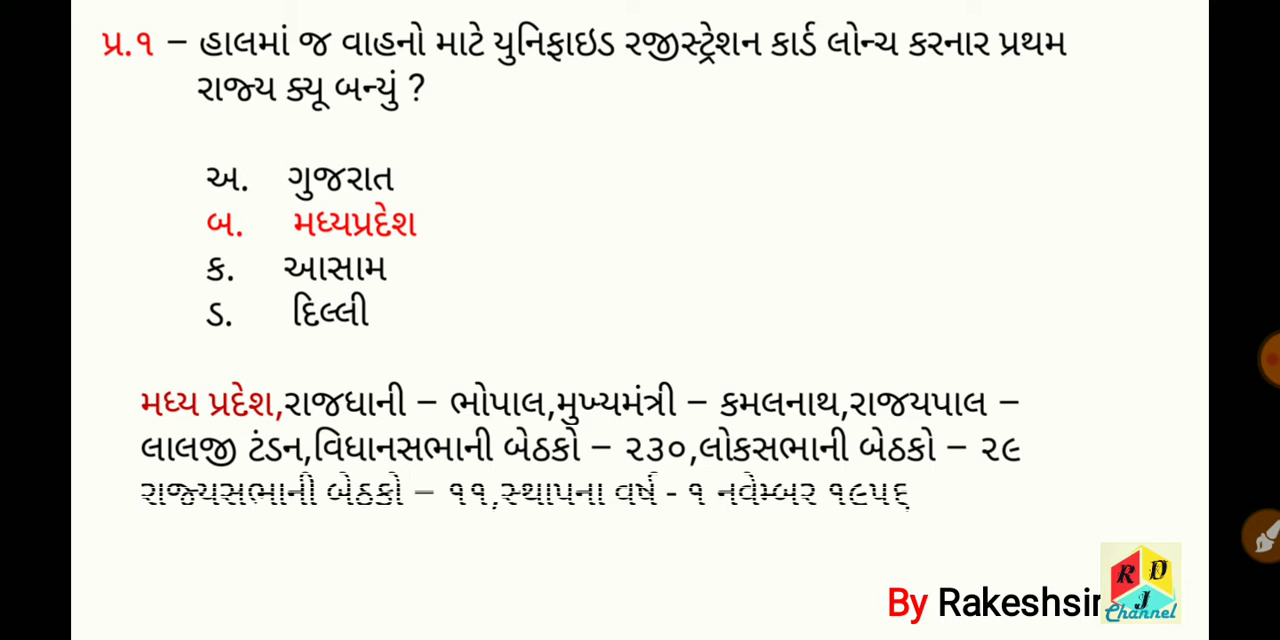 પ્ર.૧ – હાલમાં જ વાહનો માટે યુનિફાઇડ રજીસ્ટ્રેશન કાર્ડ લોન્ચ કરનાર પ્રથમ
રાજ્ય ક્યૂ બન્યું ?
અ. ગુજરાત
બ. મધ્યપ્રદેશ
ક. આસામ
ડ. દિલ્લી
મધ્ય પ્રદેશ,રાજધાની – ભોપાલ,મુખ્યમંત્રી – કમલનાથ,રાજયપાલ –
લાલજી ટંડન,વિધાનસભાની બેઠકો – ૨૩૦,લોકસભાની બેઠકો – ૨૯
રાજ્યસભાની બેઠકો – ૧૧,સ્થાપના વર્ષ - ૧ નવેમ્બર ૧૯૫૬
By Rakeshsir
R D
J
Channel